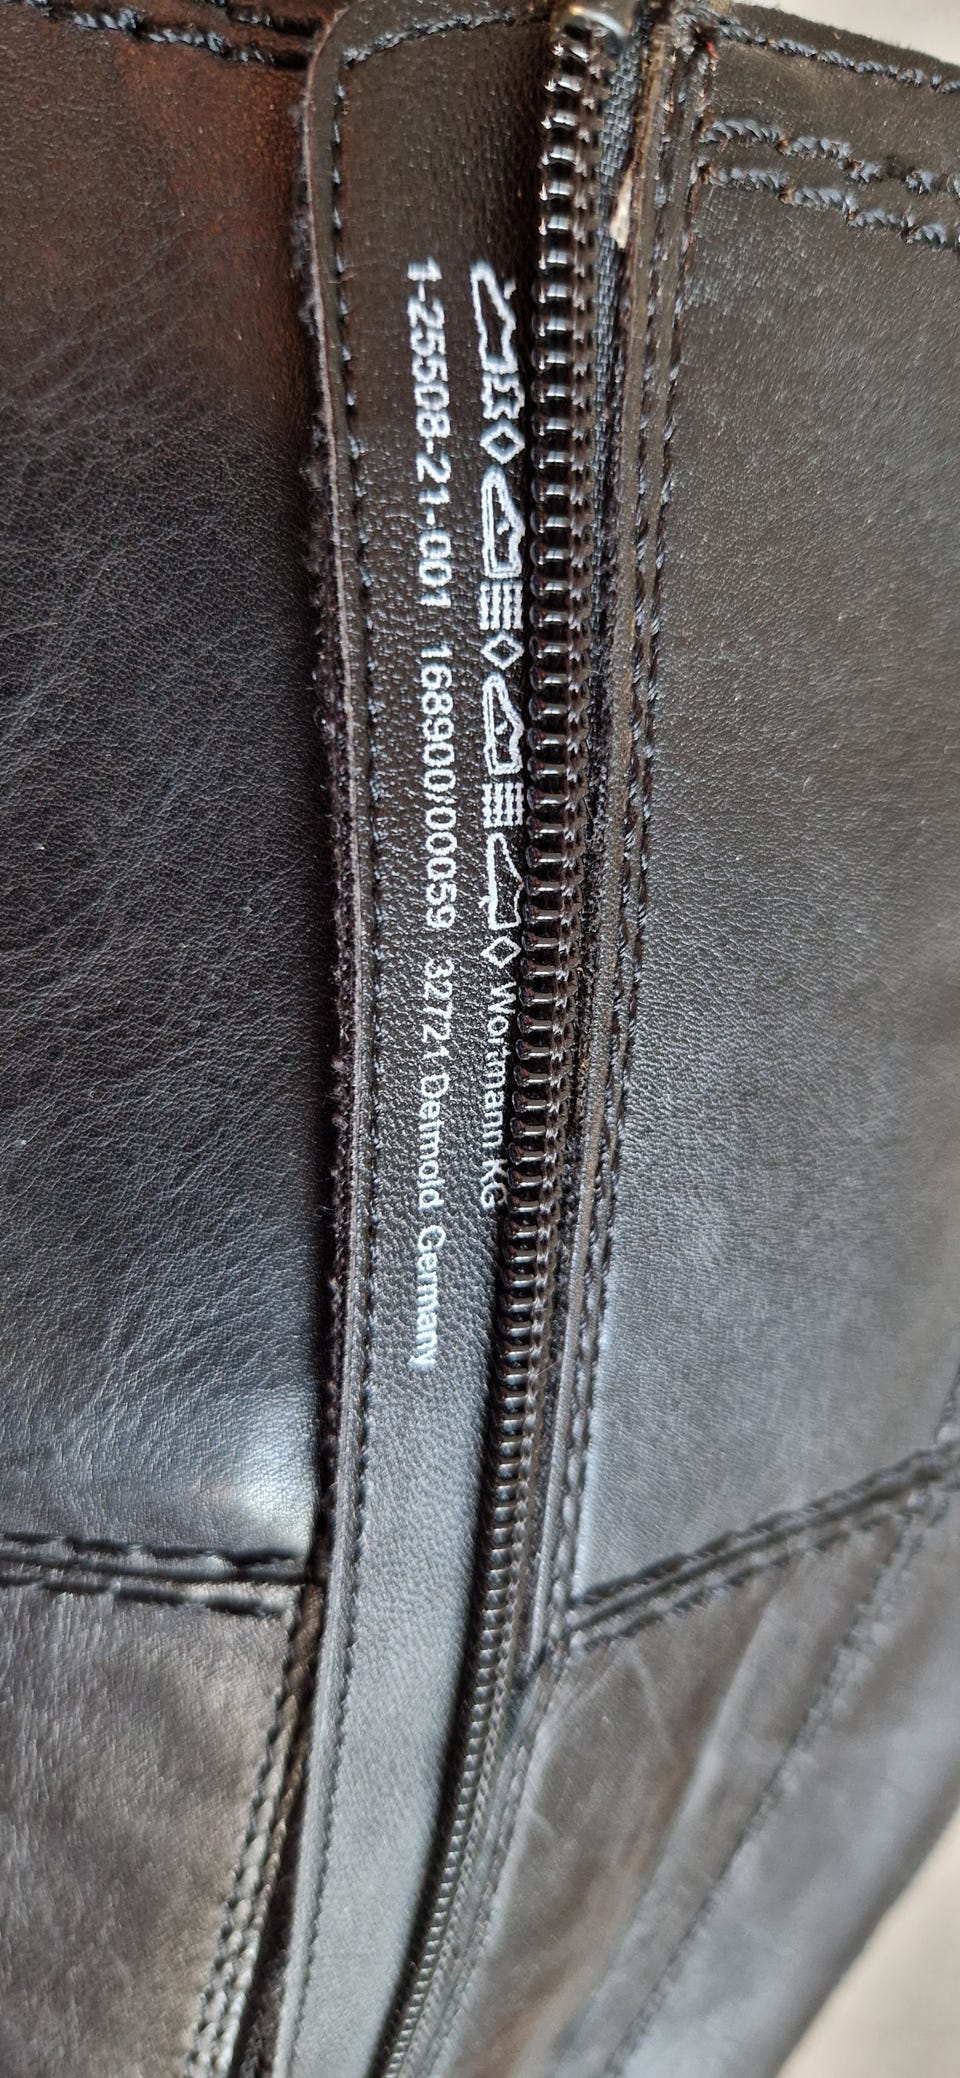 Wortmann KG
1-25508-21-001 168900/00059 32721 Detmold Germany